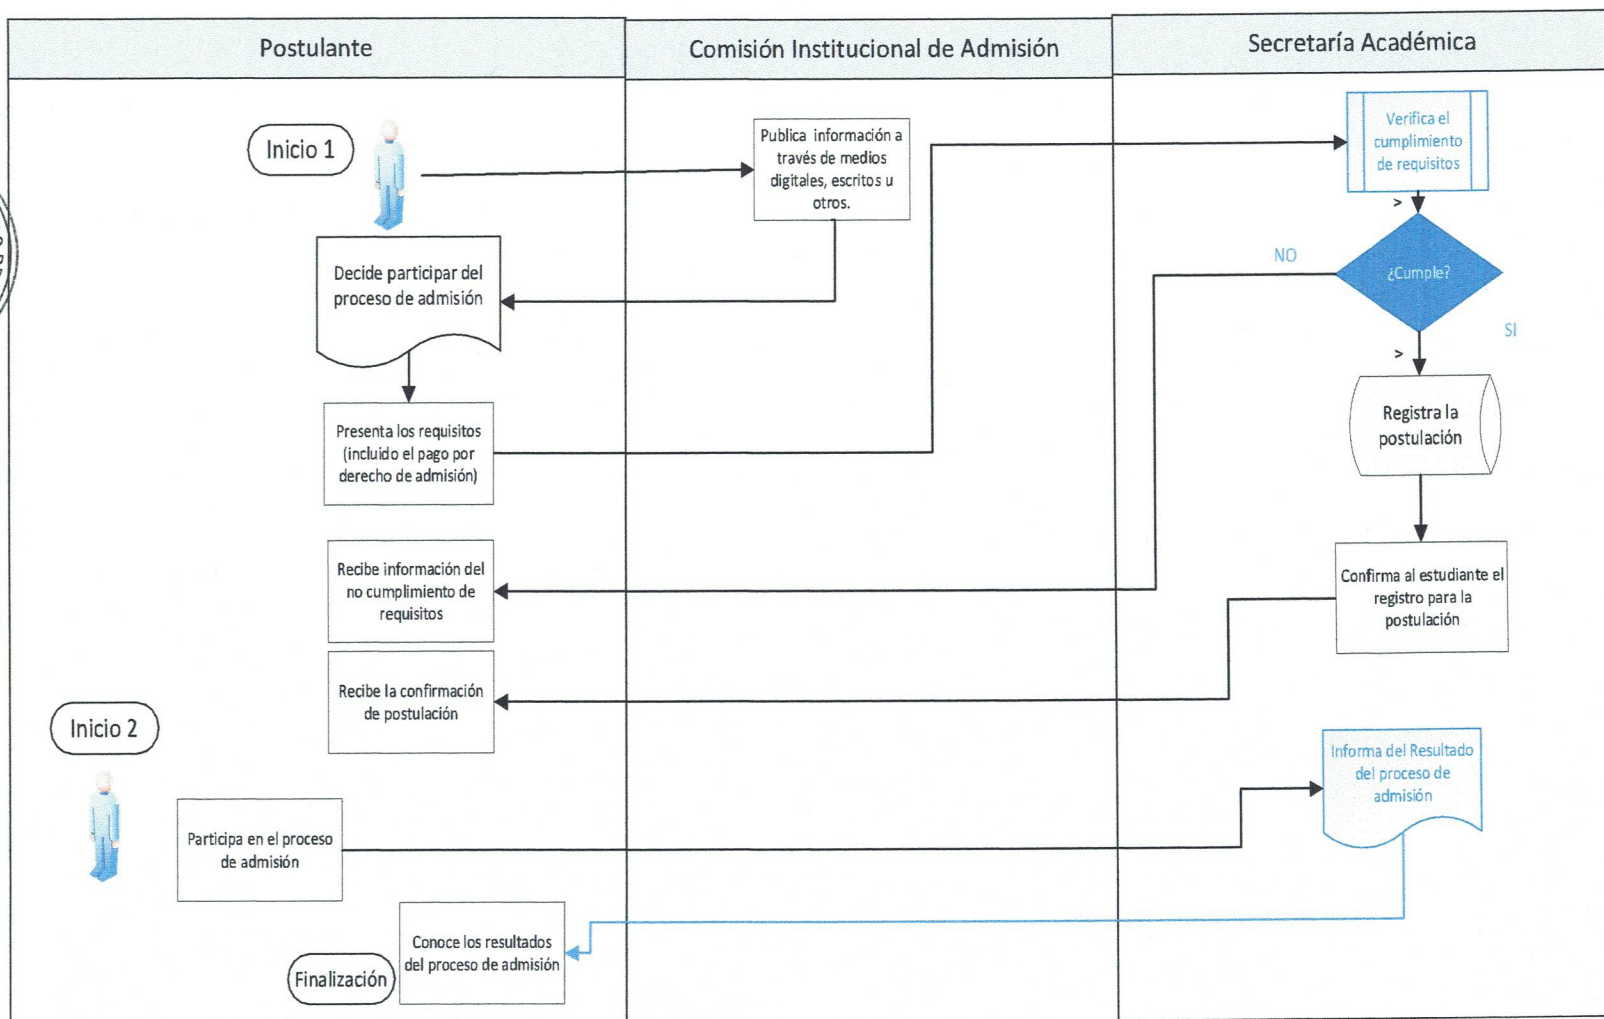 Postulante
Comisión Institucional de Admisión
Secretaría Académica
Inicio 1
Publica información a
través de medios
digitales, escritos u
otros.
Verifica el
cumplimiento
de requisitos
>
Decide participar del
proceso de admisión
NO
¿Cumple?
SI
>
Presenta los requisitos
(incluido el pago por
derecho de admisión)
Registra la
postulación
Recibe información del
no cumplimiento de
requisitos
Confirma al estudiante el
registro para la
postulación
Recibe la confirmación
de postulación
Inicio 2
Informa del Resultado
del proceso de
admisión
Participa en el proceso
de admisión
Conoce los resultados
del proceso de admisión
Finalización